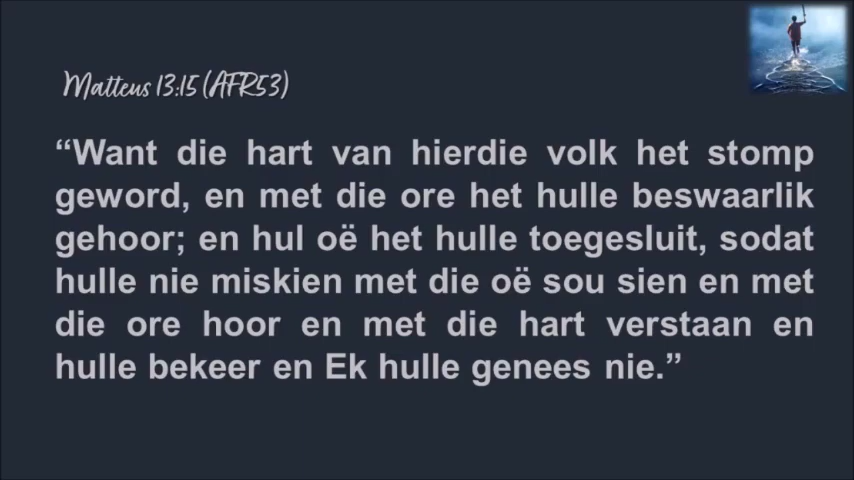 Matteus 13:15 (AFR53)
“Want die hart van hierdie volk het stomp
geword, en met die ore het hulle beswaarlik
gehoor; en hul oë het hulle toegesluit, sodat
hulle nie miskien met die oë sou sien en met
die ore hoor en met die hart verstaan en
hulle bekeer en Ek hulle genees nie.”